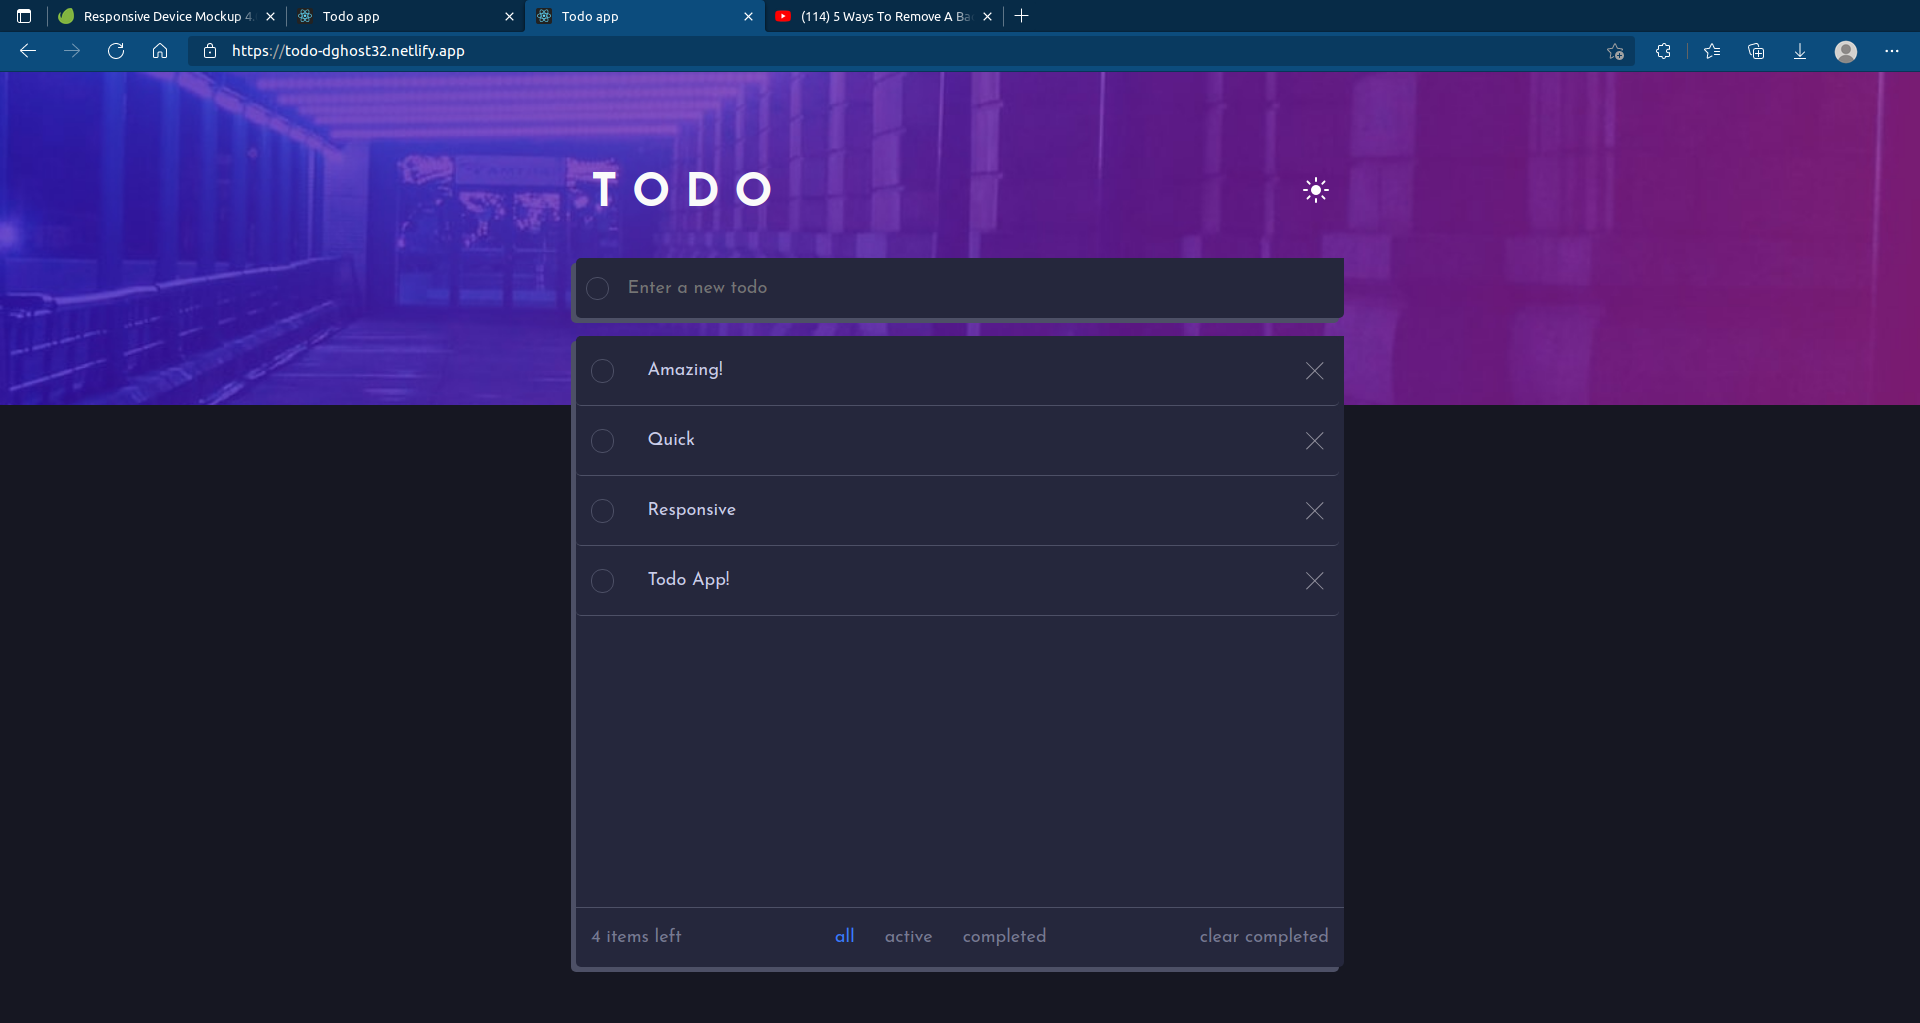 Responsive Device Mockup 4.
Todo app
Todo app
(114) 5 Ways To Remove A Ba
https://todo-dghost32.netlify.app
TODO
Enter a new todo
Amazing!
Quick
Responsive
Todo App!
4 items left
all
active
completed
clear completed